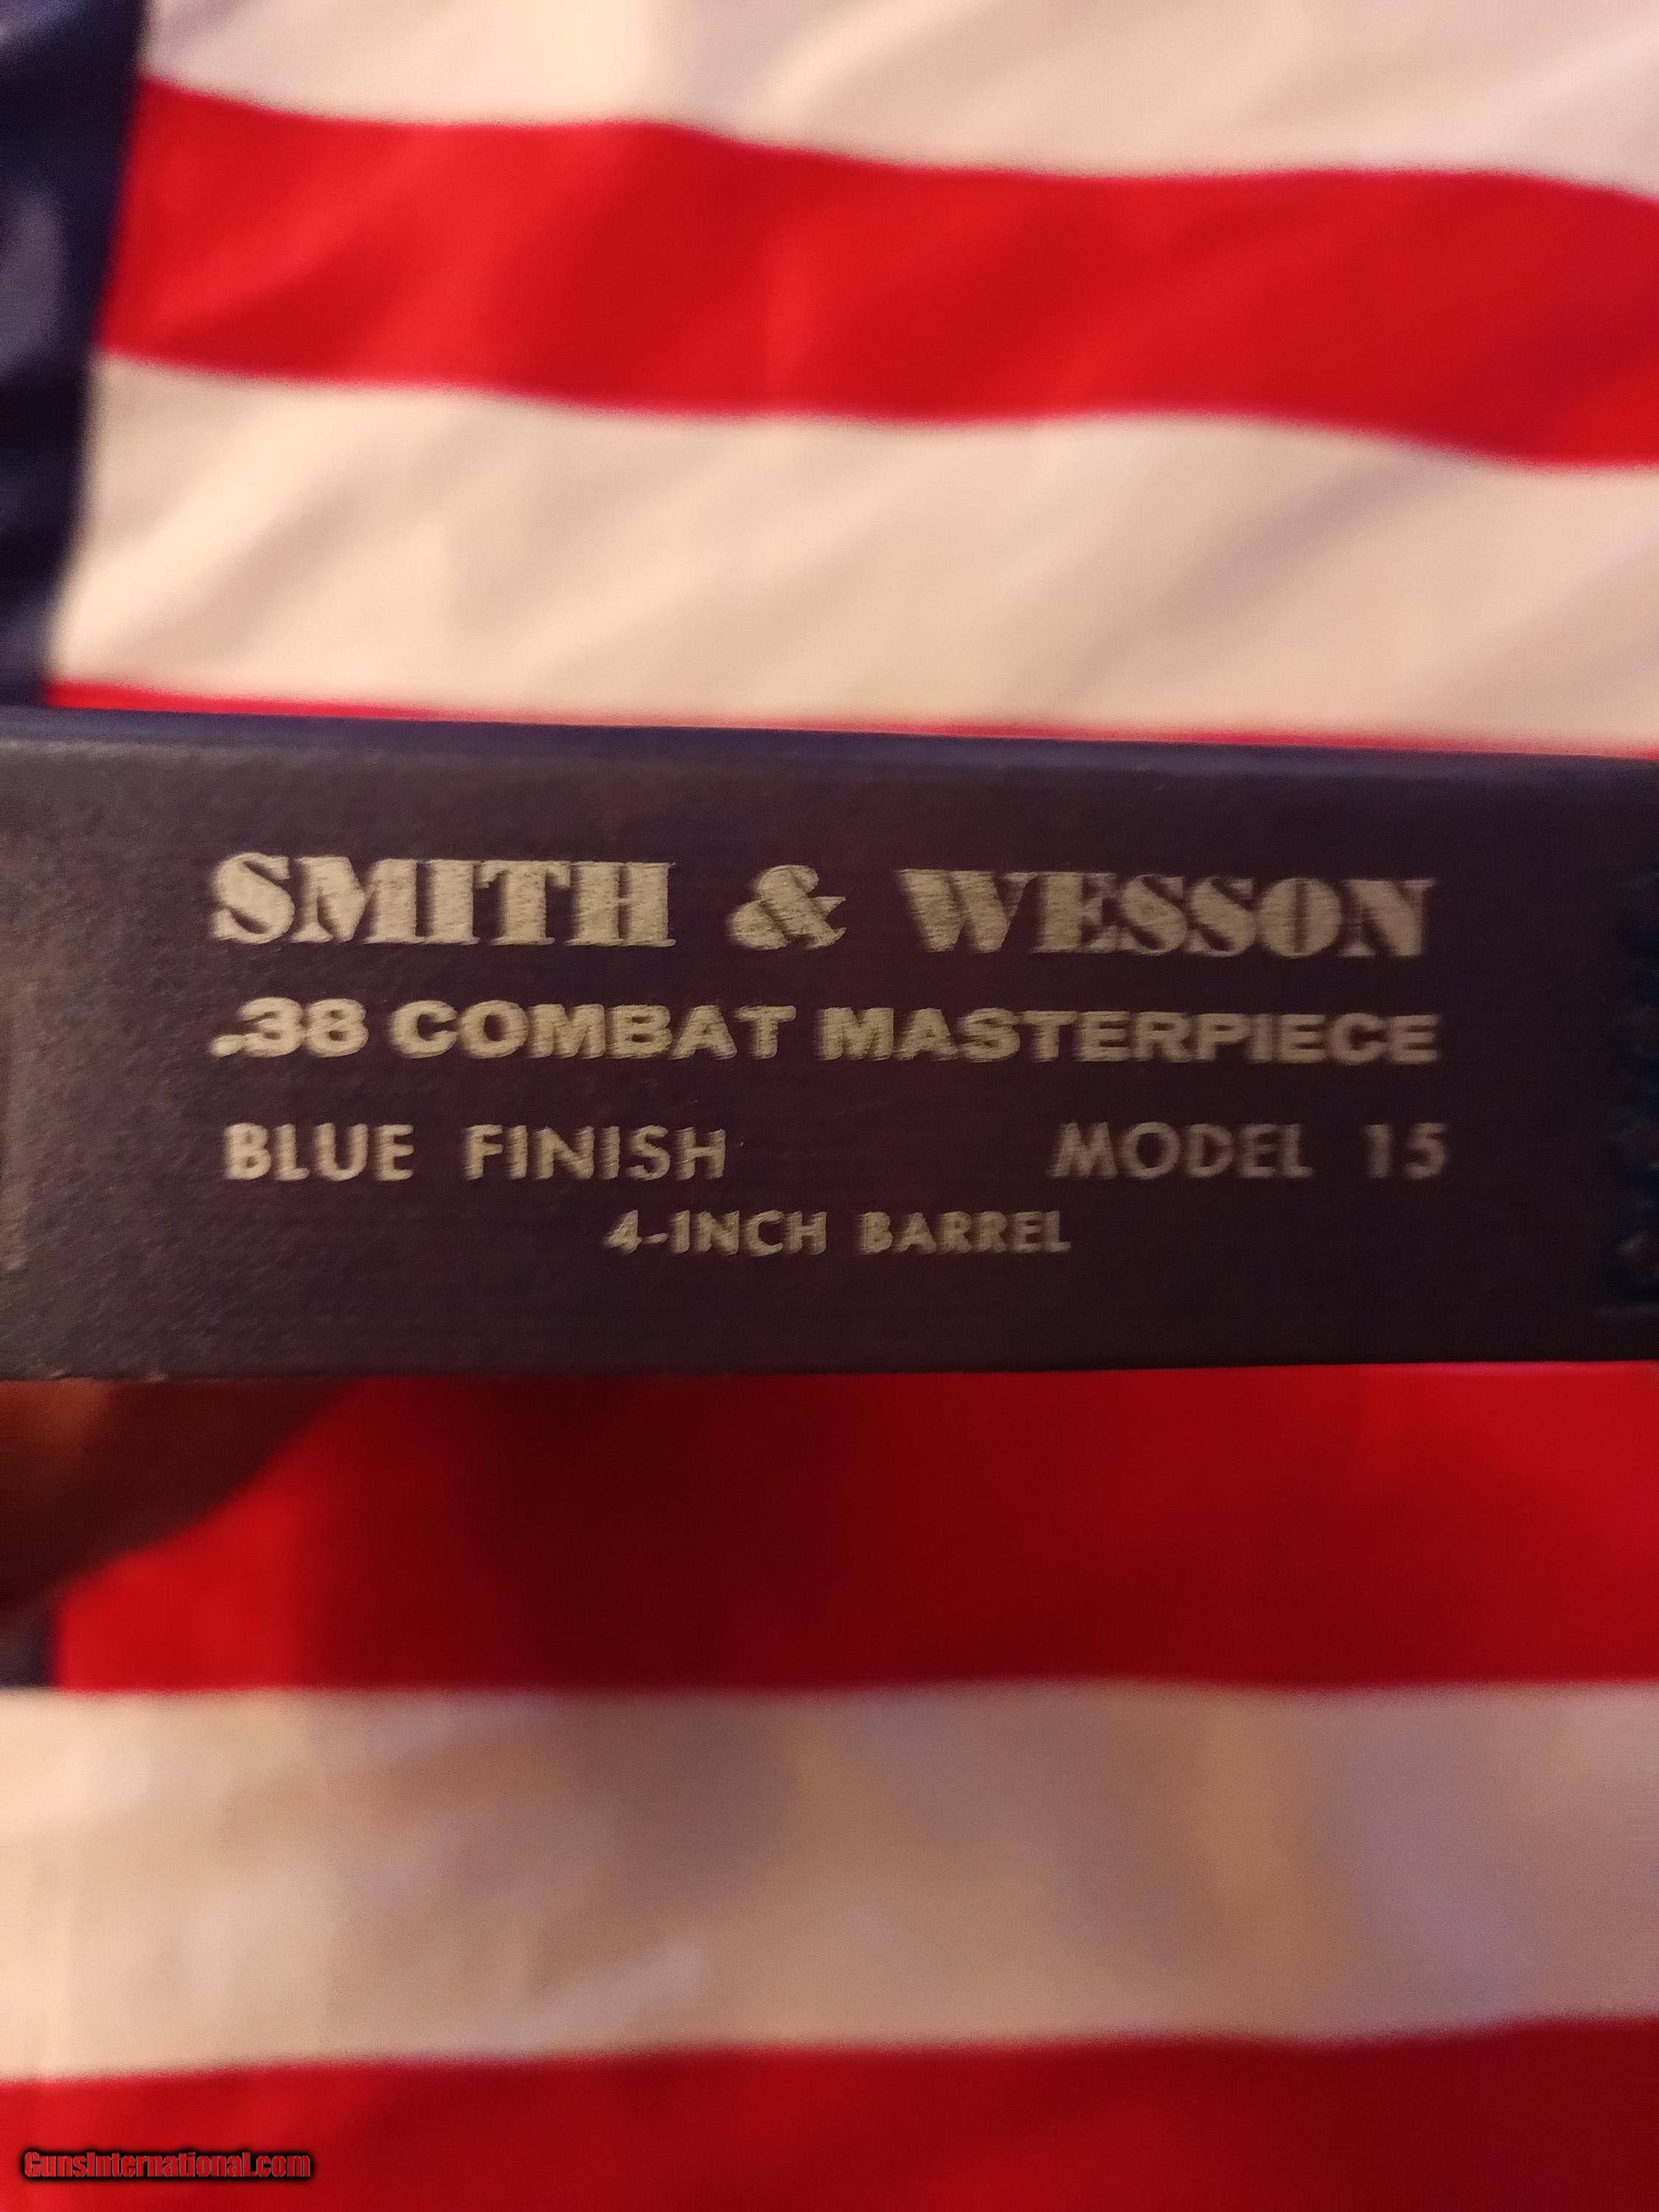 SMITH & WESSON
.38 COMBAT MASTERPIECE
BLUE FINISH MODEL 15
4-INCH BARREL
GunsInternational.com